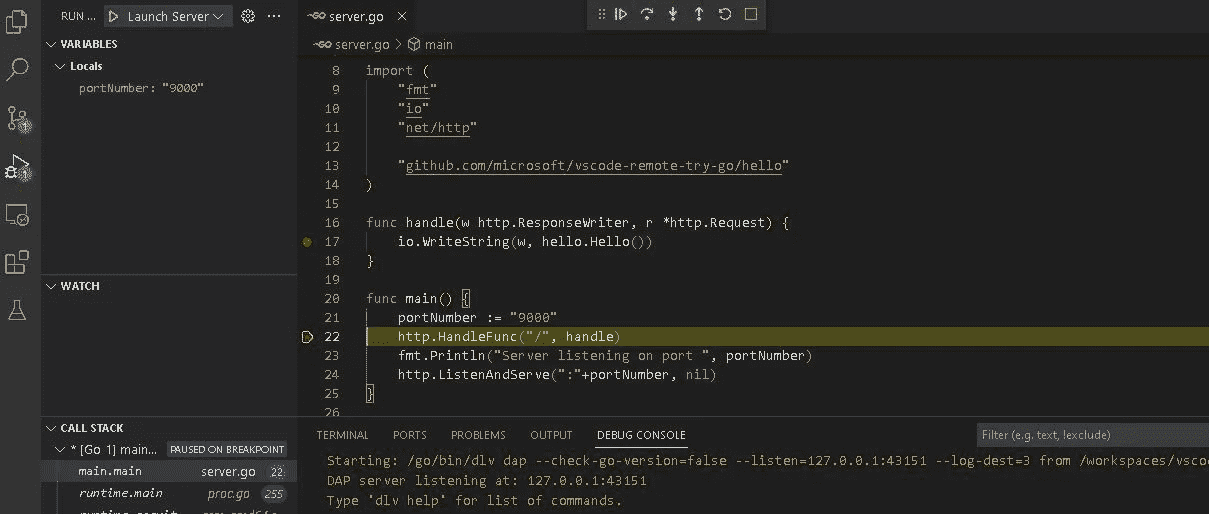 RUN ... Launch Server ...
VARIABLES
Locals
portNumber: "9000"
WATCH
CALL STACK
* [Go 1] main... PAUSED ON BREAKPOINT
main.main server.go 22
runtime.main proc.go 255
GO server.go
GO server.go > main
8 import (
9 "fmt"
10 "io"
11 "net/http"
12
13 "github.com/microsoft/vscode-remote-try-go/hello"
14 )
15
16 func handle(w http.ResponseWriter, r *http.Request) {
17 io.WriteString(w, hello.Hello())
18 }
19
20 func main() {
21 portNumber := "9000"
22 http.HandleFunc("/", handle)
23 fmt.Println("Server listening on port ", portNumber)
24 http.ListenAndServe(":"+portNumber, nil)
25 }
26
TERMINAL PORTS PROBLEMS OUTPUT DEBUG CONSOLE Filter (e.g. text, !exclude)
Starting: /go/bin/dlv dap --check-go-version=false --listen=127.0.0.1:43151 --log-dest=3 from /workspaces/vsco
DAP server listening at: 127.0.0.1:43151
Type 'dlv help' for list of commands.